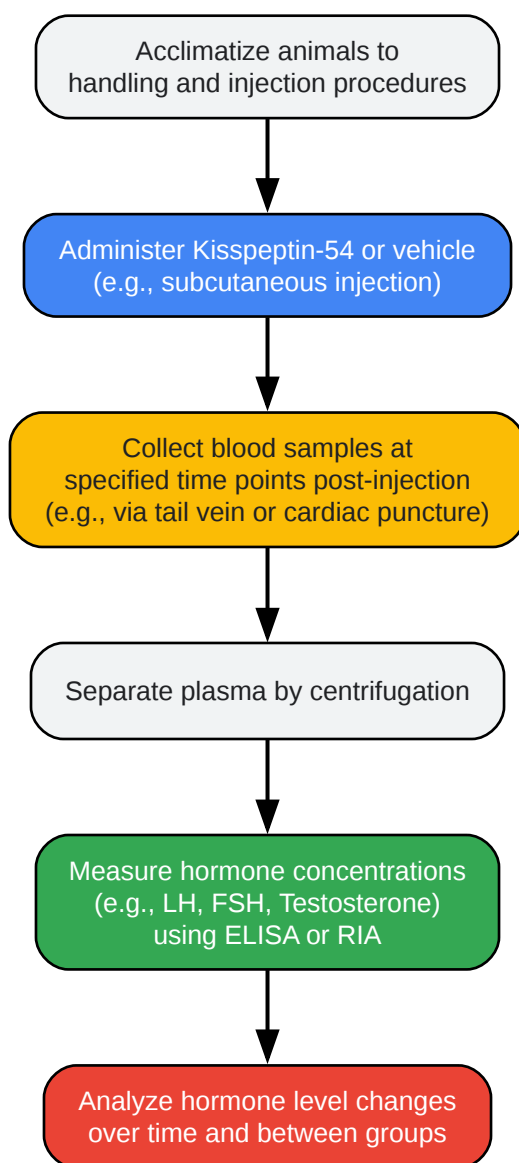 Acclimatize animals to
handling and injection procedures
Administer Kisspeptin-54 or vehicle
(e.g., subcutaneous injection)
Collect blood samples at
specified time points post-injection
(e.g., via tail vein or cardiac puncture)
Separate plasma by centrifugation
Measure hormone concentrations
(e.g., LH, FSH, Testosterone)
using ELISA or RIA
Analyze hormone level changes
over time and between groups